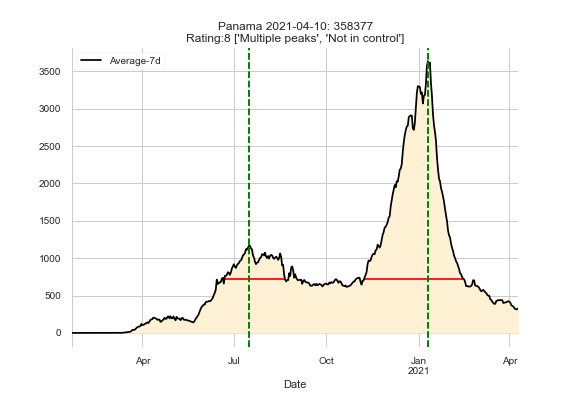 Panama 2021-04-10: 358377
Rating:8 ['Multiple peaks', 'Not in control']
Average-7d
3500
3000
2500
2000
1500
1000
500
0
Apr
Jul
Oct
Jan
2021
Apr
Date